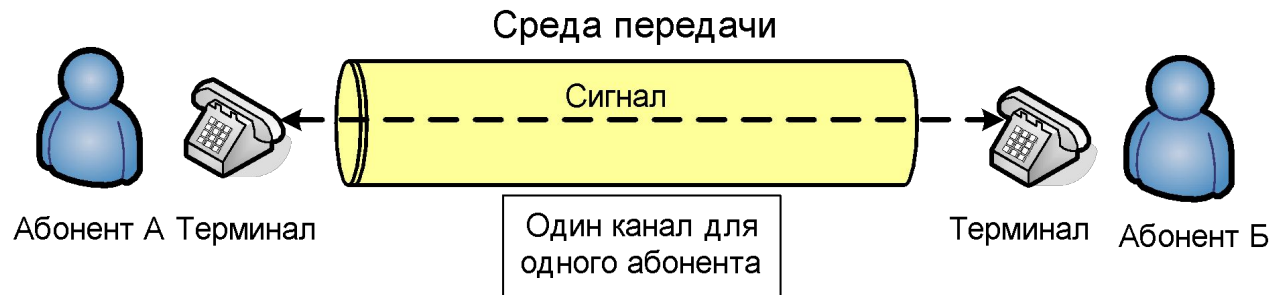 Среда передачи
Сигнал
Абонент А Терминал
Один канал для
одного абонента
Терминал
Абонент Б